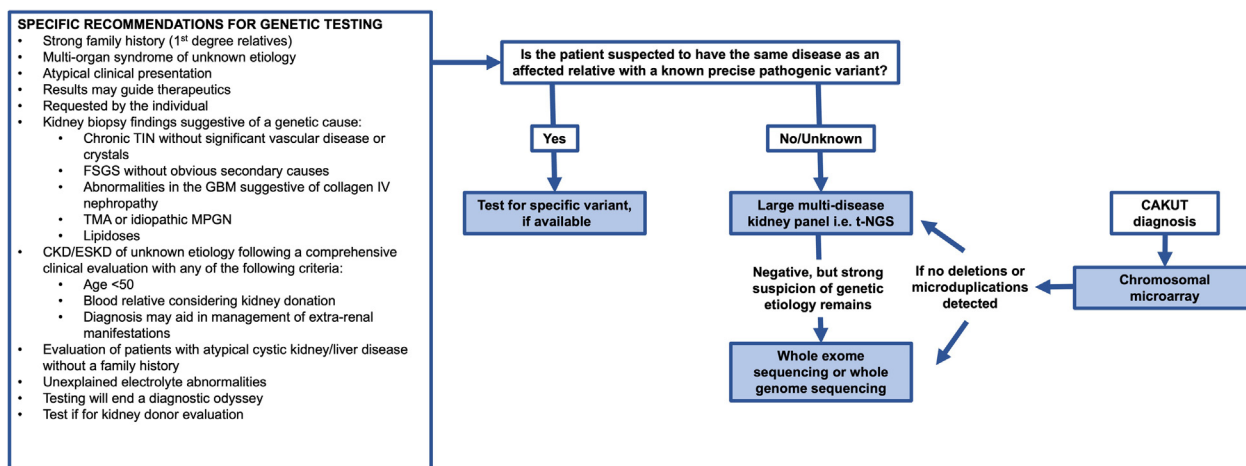 SPECIFIC RECOMMENDATIONS FOR GENETIC TESTING
• Strong family history (1st degree relatives)
• Multi-organ syndrome of unknown etiology
• Atypical clinical presentation
• Results may guide therapeutics
• Requested by the individual
• Kidney biopsy findings suggestive of a genetic cause:
• Chronic TIN without significant vascular disease or
crystals
• FSGS without obvious secondary causes
• Abnormalities in the GBM suggestive of collagen IV
nephropathy
• TMA or idiopathic MPGN
• Lipidoses
• CKD/ESKD of unknown etiology following a comprehensive
clinical evaluation with any of the following criteria:
• Age <50
• Blood relative considering kidney donation
• Diagnosis may aid in management of extra-renal
manifestations
• Evaluation of patients with atypical cystic kidney/liver disease
without a family history
• Unexplained electrolyte abnormalities
• Testing will end a diagnostic odyssey
• Test if for kidney donor evaluation
Is the patient suspected to have the same disease as an
affected relative with a known precise pathogenic variant?
Yes
No/Unknown
Test for specific variant,
if available
Large multi-disease
kidney panel i.e. t-NGS
Negative, but strong
suspicion of genetic
etiology remains
Whole exome
sequencing or whole
genome sequencing
CAKUT
diagnosis
Chromosomal
microarray
If no deletions or
microduplications
detected